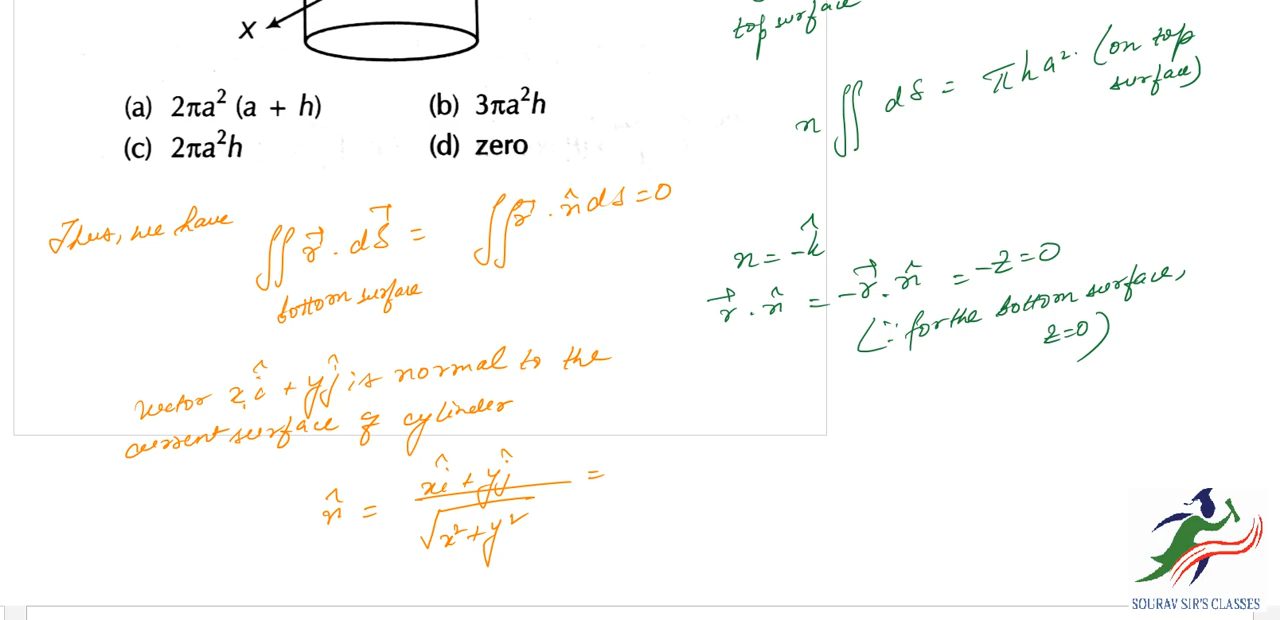 X
(a) 2πa² (a + h)
(b) 3πa²h
(c) 2πa²h
(d) zero
top surface
n ∬ dS = πha². (on top
surface)
Thus, we have
∬ r⃗ . dS⃗ = ∬ r⃗ . n̂ ds = 0
bottom surface
n = -k̂
r⃗ . n̂ = -r⃗ . n̂ = -z = 0
(∵ for the bottom surface,
z=0)
vector xî + yĵ is normal to the
surface of cylinder
n̂ = xî + yĵ / √x²+y² =
SOURAV SIR'S CLASSES